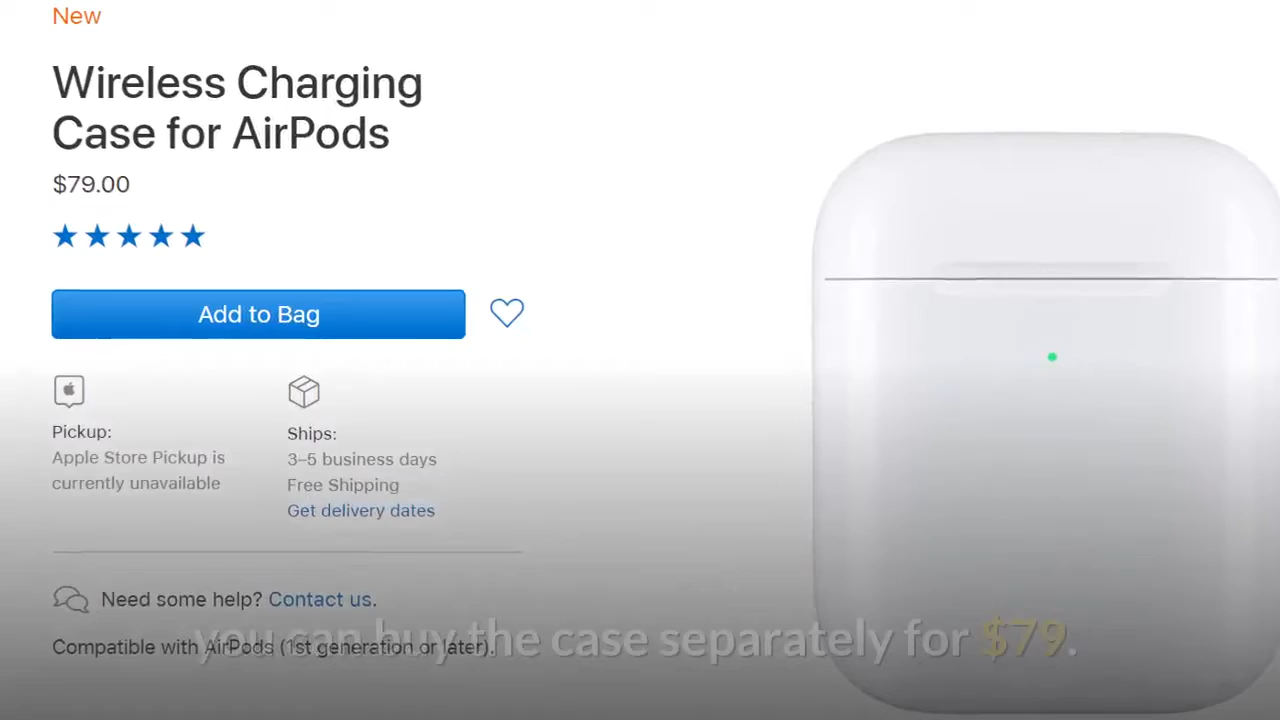 New
Wireless Charging
Case for AirPods
$79.00
Add to Bag
Pickup:
Apple Store Pickup is
currently unavailable
Ships:
3–5 business days
Free Shipping
Get delivery dates
Need some help? Contact us.
Compatible with AirPods (1st generation or later).
you can buy the case separately for $79.